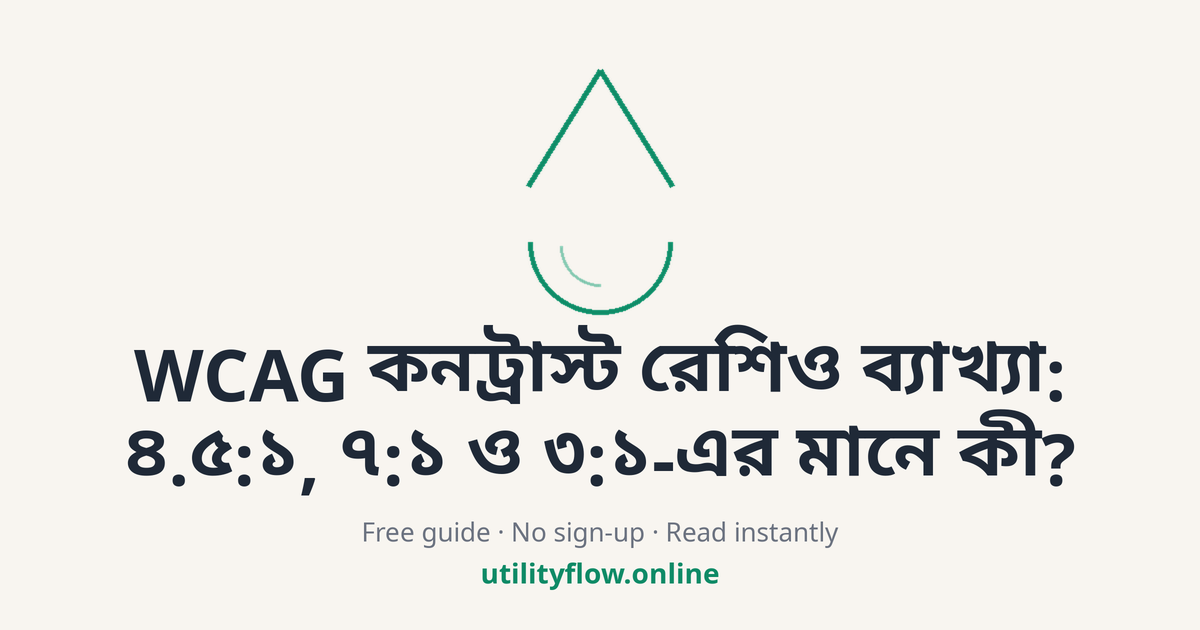 WCAG কনট্রাস্ট রেশিও ব্যাখ্যা:
৪.৫:১, ৭:১ ও ৩:১-এর মানে কী?
Free guide · No sign-up · Read instantly
utilityflow.online